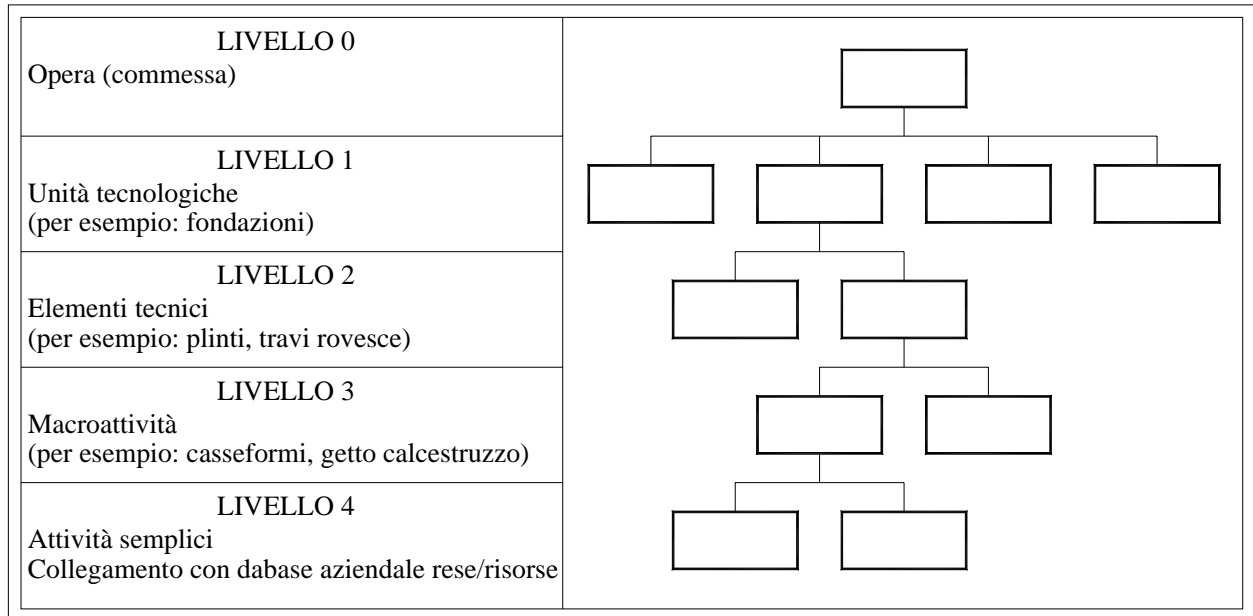 LIVELLO 0
Opera (commessa)
LIVELLO 1
Unità tecnologiche
(per esempio: fondazioni)
LIVELLO 2
Elementi tecnici
(per esempio: plinti, travi rovesce)
LIVELLO 3
Macroattività
(per esempio: casseformi, getto calcestruzzo)
LIVELLO 4
Attività semplici
Collegamento con dabase aziendale rese/risorse